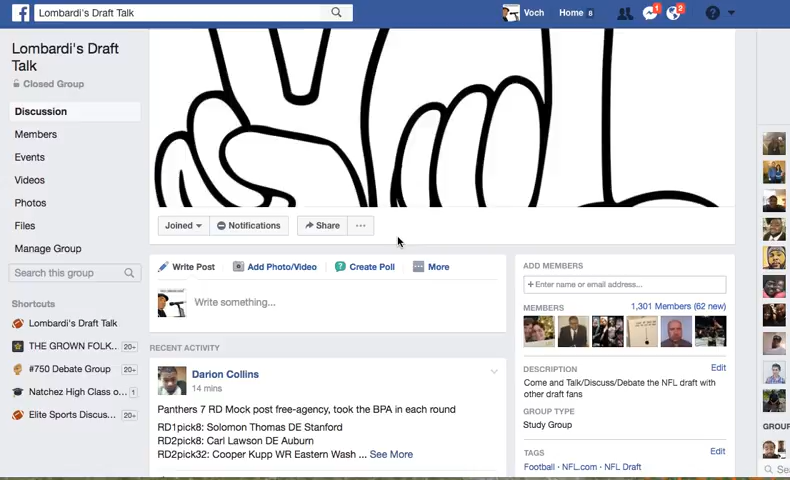 Lombardi's Draft Talk
Voch
Home 8
1
2
Lombardi's Draft
Talk
Closed Group
Discussion
Members
Events
Videos
Photos
Files
Manage Group
Search this group
Shortcuts
Lombardi's Draft Talk
THE GROWN FOLK... 20+
#750 Debate Group 20+
Natchez High Class o... 1
Elite Sports Discus... 20+
Joined
Notifications
Share
Write Post
Add Photo/Video
Create Poll
More
Write something...
RECENT ACTIVITY
Darion Collins
14 mins
Panthers 7 RD Mock post free-agency, took the BPA in each round
RD1pick8: Solomon Thomas DE Stanford
RD2pick8: Carl Lawson DE Auburn
RD2pick32: Cooper Kupp WR Eastern Wash ... See More
ADD MEMBERS
+ Enter name or email address...
MEMBERS
1,301 Members (62 new)
DESCRIPTION
Edit
Come and Talk/Discuss/Debate the NFL draft with
other draft fans
GROUP TYPE
Study Group
TAGS
Edit
Football · NFL.com · NFL Draft
GROUP
Se